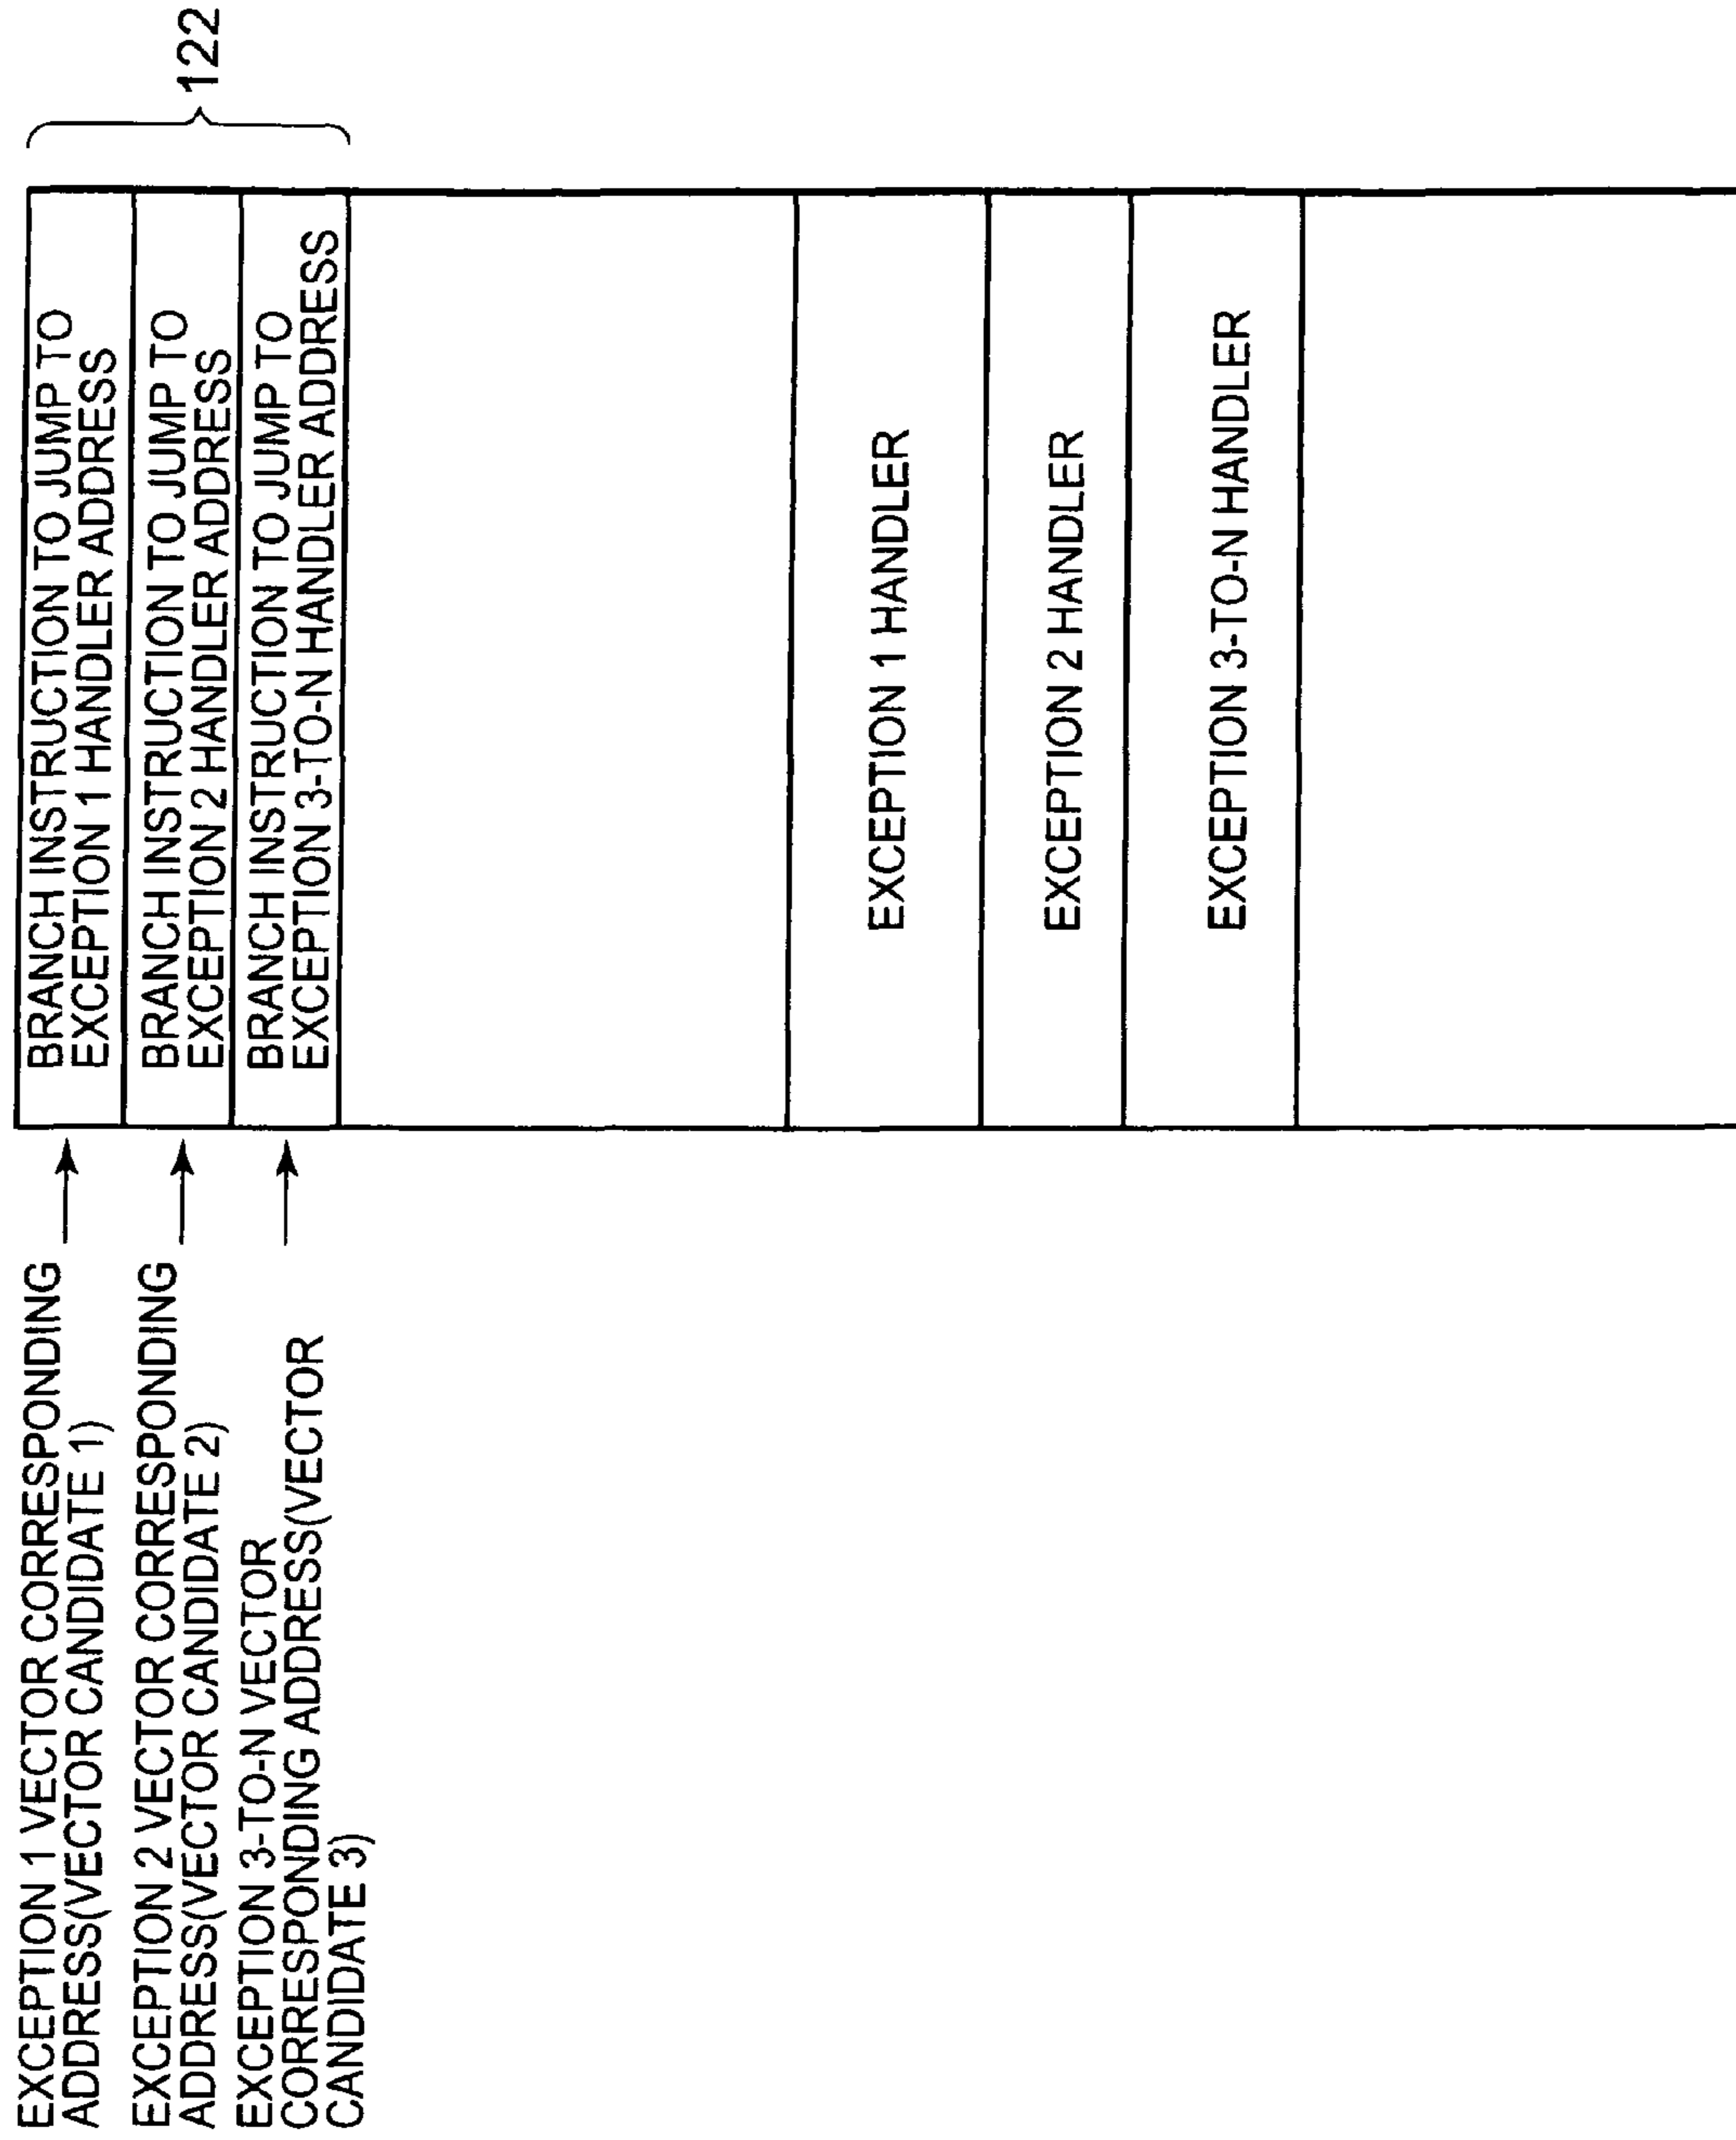 EXCEPTION 1 VECTOR CORRESPONDING
ADDRESS(VECTOR CANDIDATE 1)
EXCEPTION 2 VECTOR CORRESPONDING
ADDRESS(VECTOR CANDIDATE 2)
EXCEPTION 3-TO-N VECTOR
CORRESPONDING ADDRESS(VECTOR
CANDIDATE 3)
BRANCH INSTRUCTION TO JUMP TO
EXCEPTION 1 HANDLER ADDRESS
BRANCH INSTRUCTION TO JUMP TO
EXCEPTION 2 HANDLER ADDRESS
BRANCH INSTRUCTION TO JUMP TO
EXCEPTION 3-TO-N HANDLER ADDRESS
122
EXCEPTION 1 HANDLER
EXCEPTION 2 HANDLER
EXCEPTION 3-TO-N HANDLER